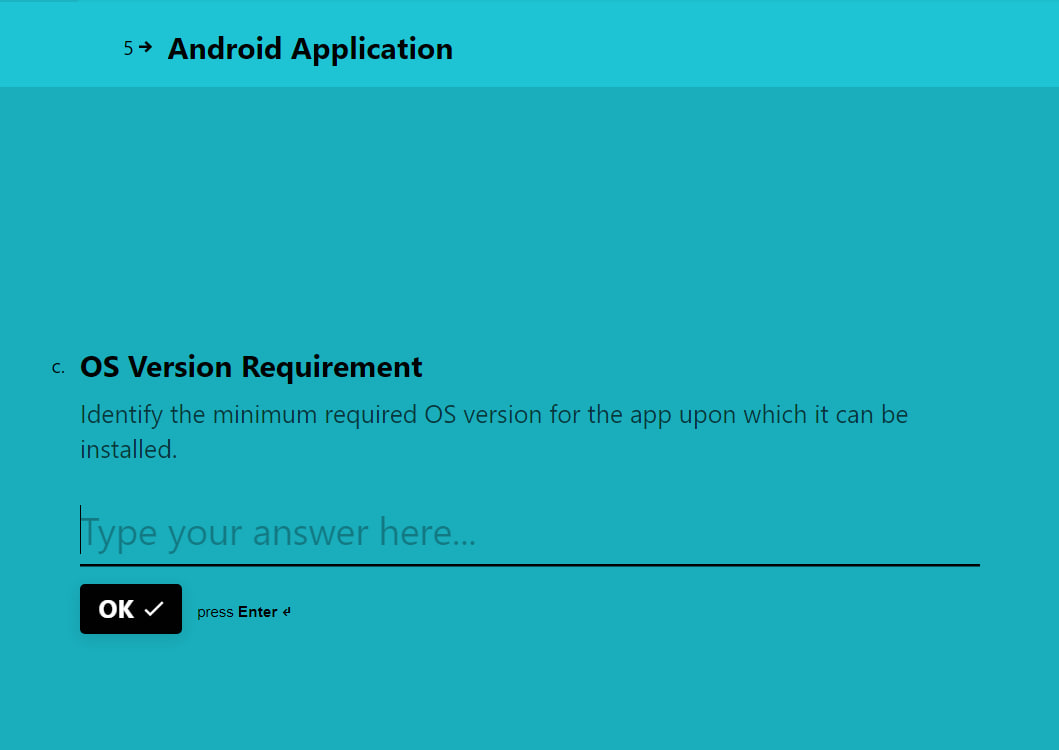 5 → Android Application
c. OS Version Requirement
Identify the minimum required OS version for the app upon which it can be
installed.
Type your answer here...
OK ✓ press Enter ↵